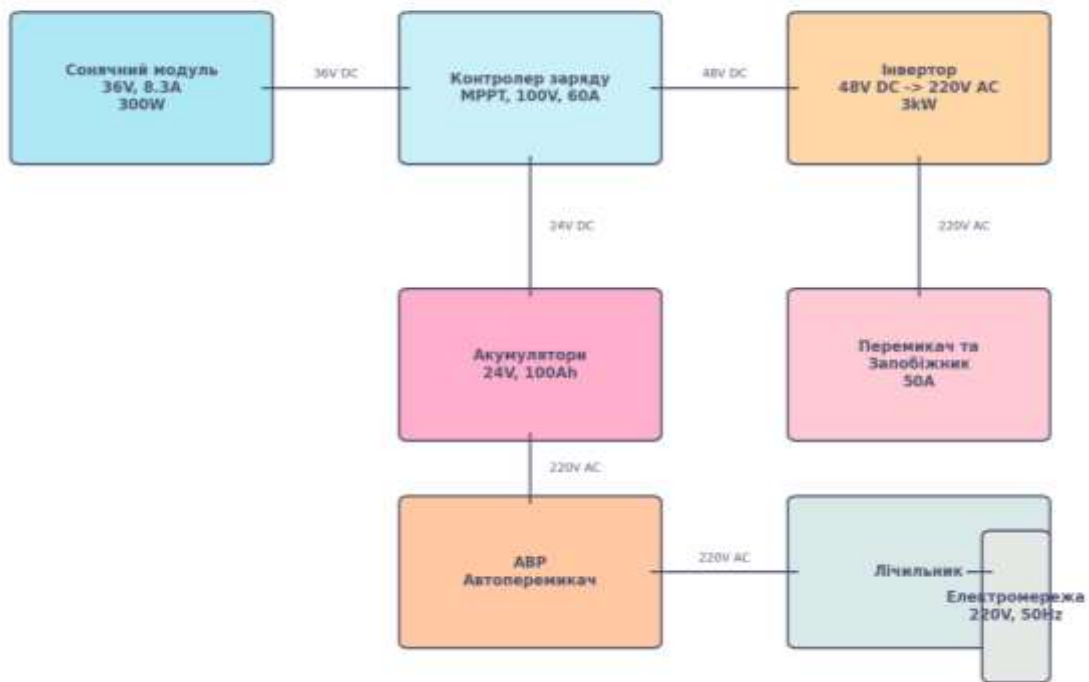 Сонячний модуль
36V, 8.3A
300W
36V DC
Контролер заряду
MPPT, 100V, 60A
48V DC
Інвертор
48V DC -> 220V AC
3kW
24V DC
220V AC
Акумулятори
24V, 100Ah
Перемикач та
Запобіжник
50A
220V AC
АВР
Автоперемикач
220V AC
Лічильник
Електромережа
220V, 50Hz